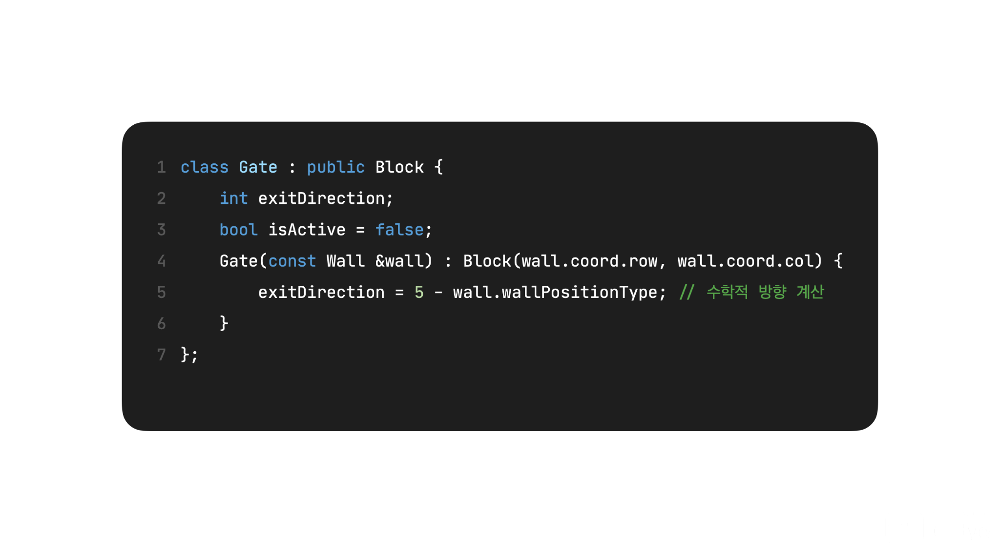 1 class Gate : public Block {
2     int exitDirection;
3     bool isActive = false;
4     Gate(const Wall &wall) : Block(wall.coord.row, wall.coord.col) {
5         exitDirection = 5 - wall.wallPositionType; // 수학적 방향 계산
6     }
7 };